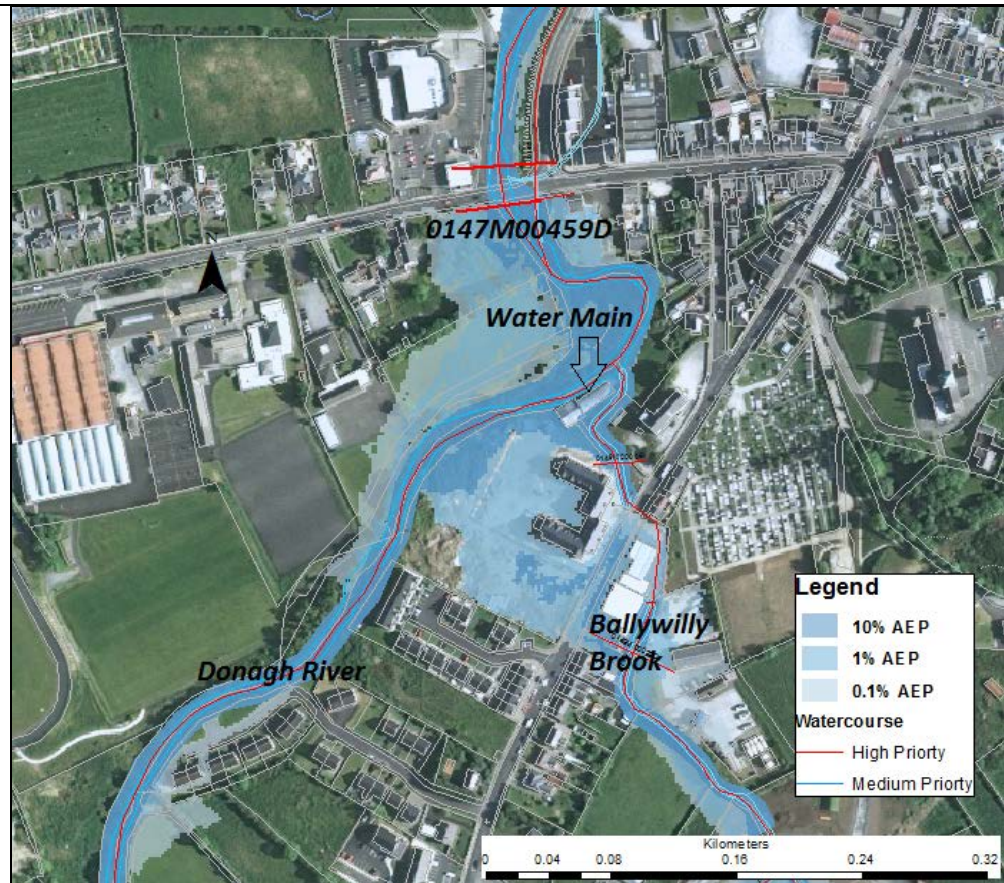 0147M00459D
Water Main
Donagh River
Ballywilly
Brook
Legend
10% AEP
1% AEP
0.1% AEP
Watercourse
High Priorty
Medium Priorty
Kilometers
0 0.04 0.08 0.16 0.24 0.32